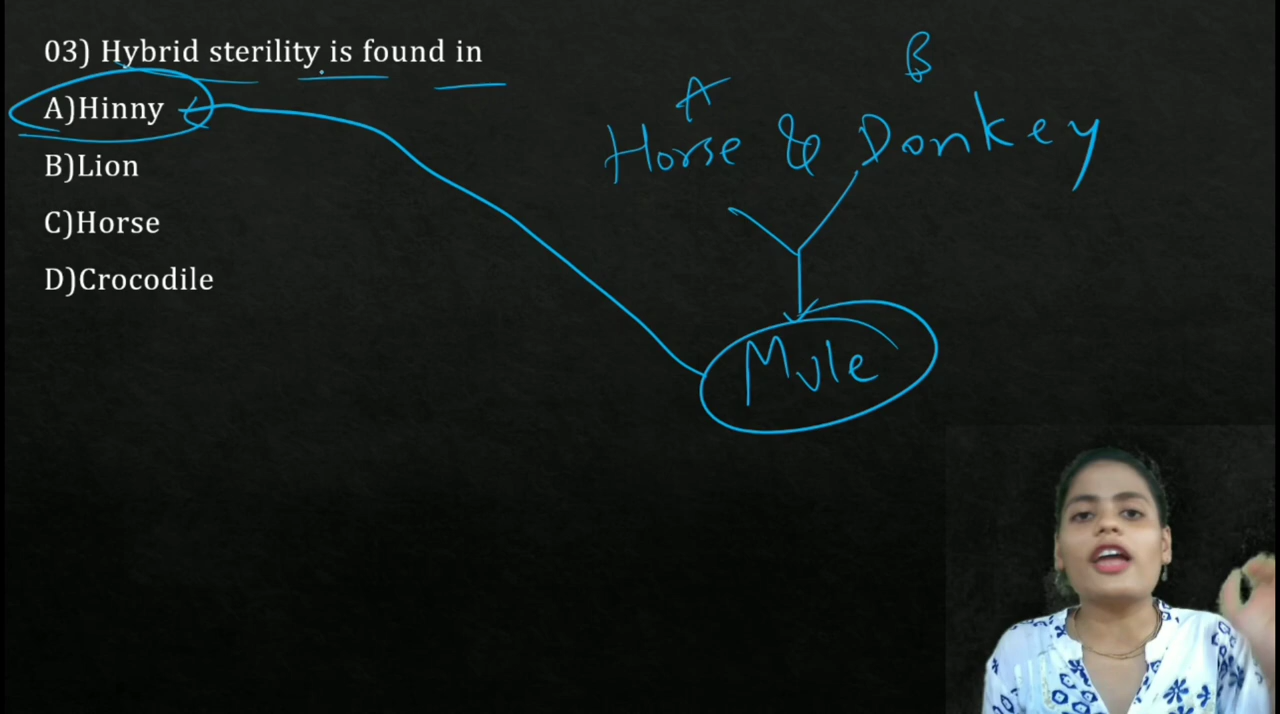 03) Hybrid sterility is found in
A)Hinny
B)Lion
C)Horse
D)Crocodile
A B
Horse & Donkey
Mule